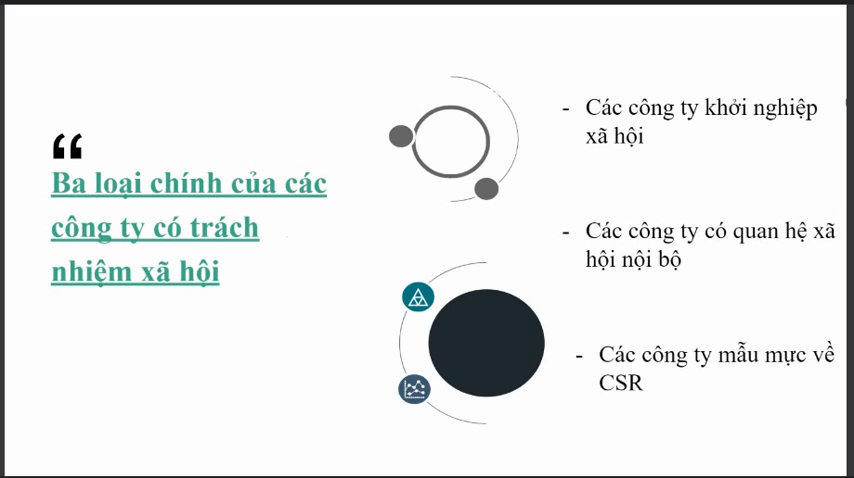 “
Ba loại chính của các
công ty có trách
nhiệm xã hội
- Các công ty khởi nghiệp
xã hội
- Các công ty có quan hệ xã
hội nội bộ
- Các công ty mẫu mực về
CSR